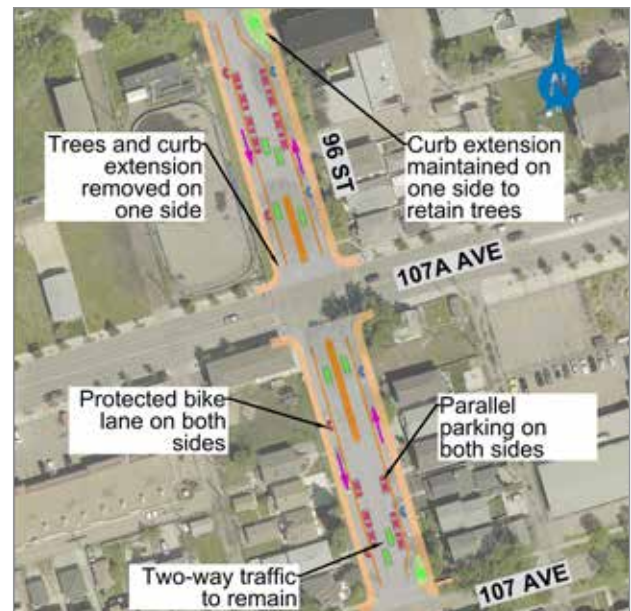 N
Trees and curb
extension
removed on
one side
96 ST
Curb extension
maintained on
one side to
retain trees
107A AVE
Protected bike
lane on both
sides
Parallel
parking on
both sides
Two-way traffic
to remain
107 AVE